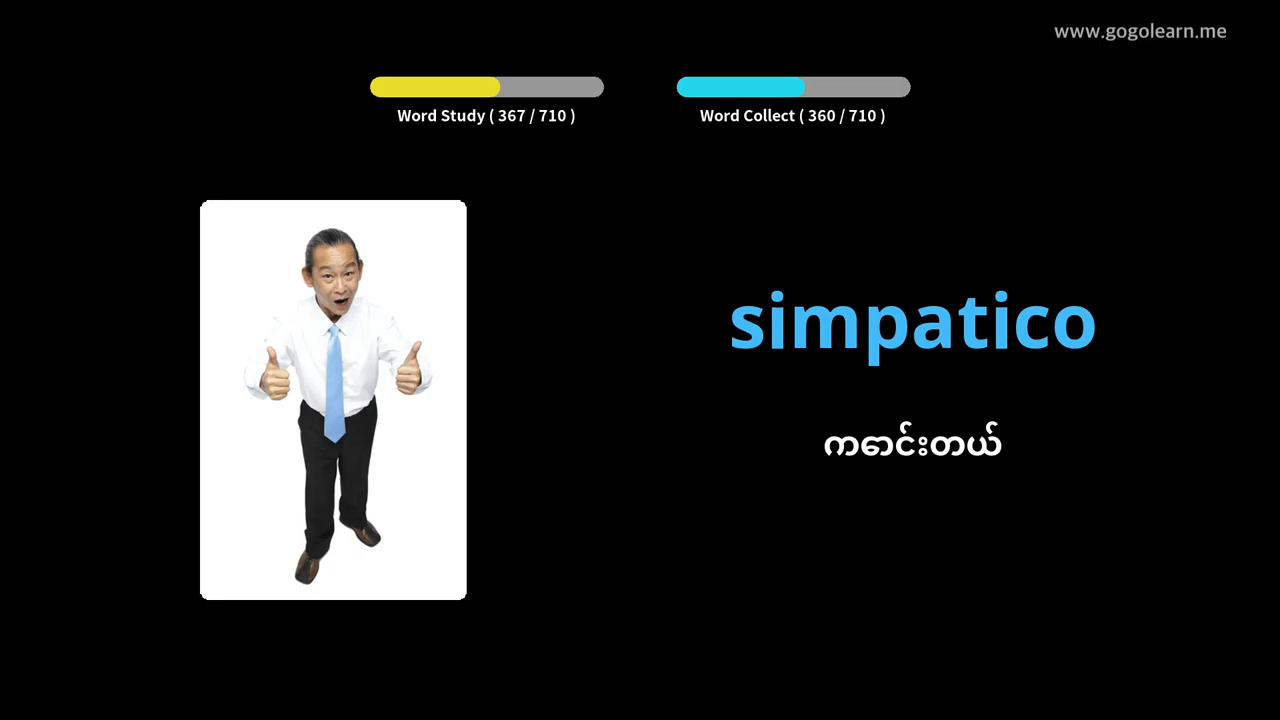 www.gogolearn.me
Word Study ( 367 / 710 )
Word Collect ( 360 / 710 )
simpatico
ကောင်းတယ်